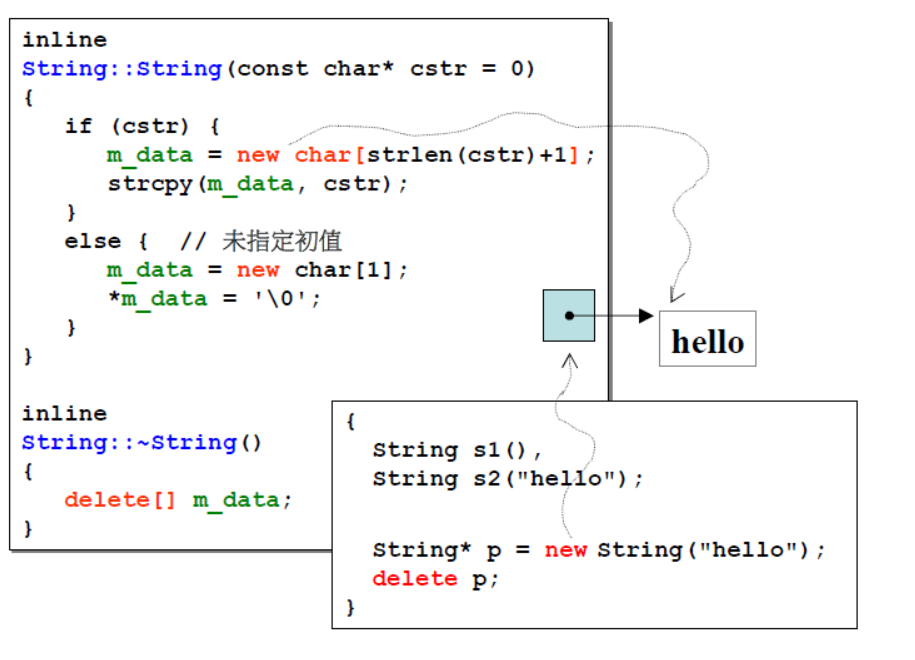 inline
String::String(const char* cstr = 0)
{
if (cstr) {
m_data = new char[strlen(cstr)+1];
strcpy(m_data, cstr);
}
else { // 未指定初值
m_data = new char[1];
*m_data = '\0';
}
}
hello
inline
String::~String()
{
delete[] m_data;
}
{
String s1(),
String s2("hello");
String* p = new String("hello");
delete p;
}